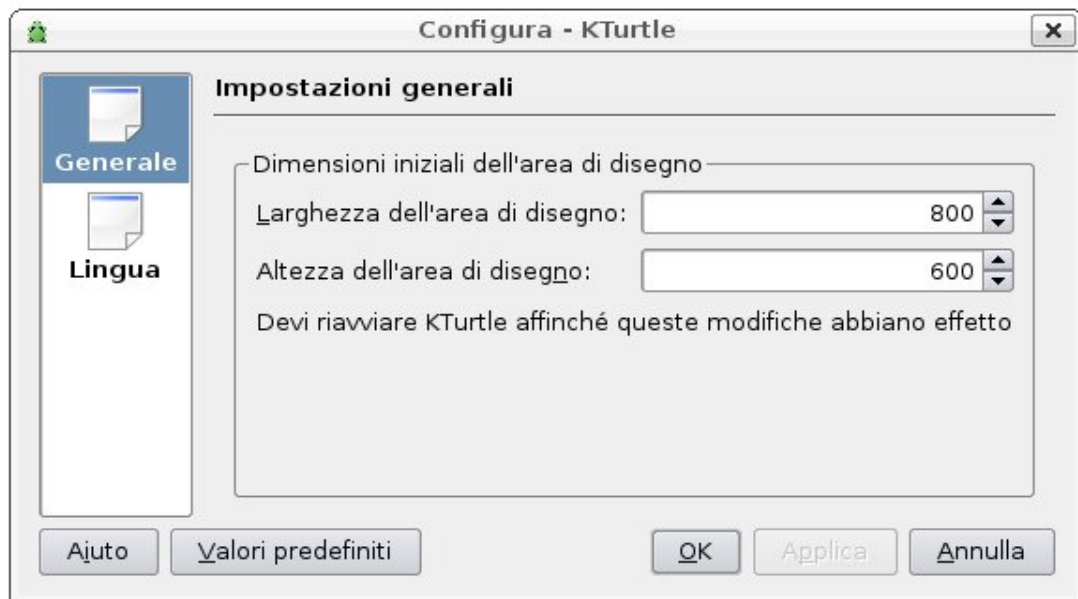 Configura - KTurtle
Generale
Lingua
Impostazioni generali
Dimensioni iniziali dell'area di disegno
Larghezza dell'area di disegno: 800
Altezza dell'area di disegno: 600
Devi riavviare KTurtle affinché queste modifiche abbiano effetto
Aiuto Valori predefiniti OK Applica Annulla